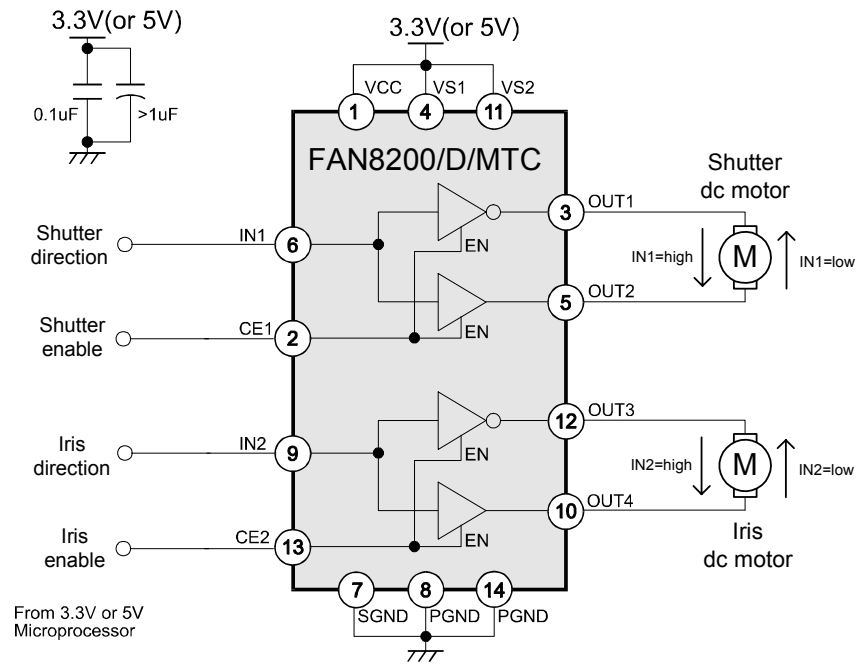 3.3V(or 5V)
0.1uF
>1uF
3.3V(or 5V)
VCC
VS1
VS2
1
4
11
FAN8200/D/MTC
Shutter
direction
IN1
6
EN
3
OUT1
Shutter
dc motor
IN1=high
M
IN1=low
Shutter
enable
CE1
2
EN
5
OUT2
Iris
direction
IN2
9
EN
12
OUT3
IN2=high
M
IN2=low
Iris
enable
CE2
13
EN
10
OUT4
Iris
dc motor
7
8
14
SGND
PGND
PGND
From 3.3V or 5V
Microprocessor